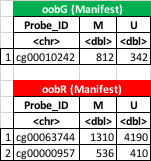 oobG (Manifest)
Probe_ID M U
<chr> <dbl> <dbl>
1 cg00010242 812 342
oobR (Manifest)
Probe_ID M U
<chr> <dbl> <dbl>
1 cg00063744 1310 4190
2 cg00000957 536 410